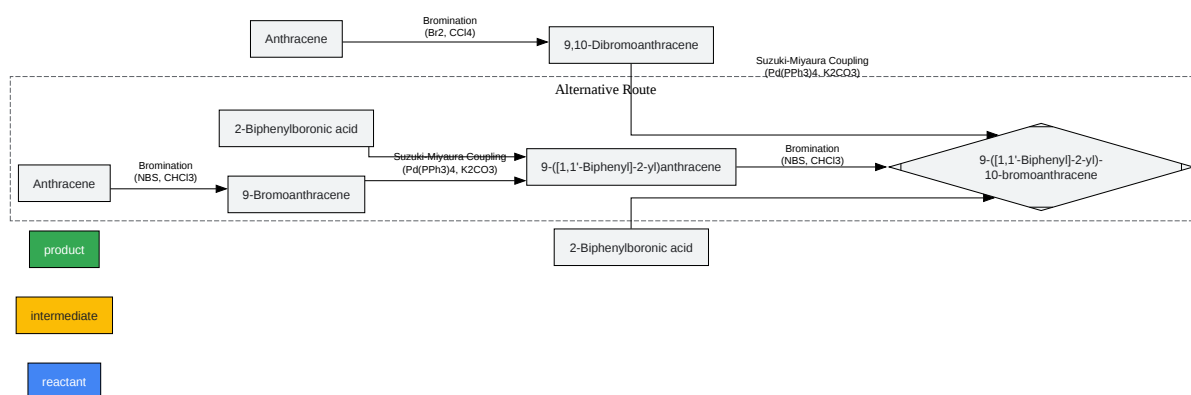 Bromination
(Br2, CCl4)
Anthracene
9,10-Dibromoanthracene
Suzuki-Miyaura Coupling
(Pd(PPh3)4, K2CO3)
Alternative Route
2-Biphenylboronic acid
Suzuki-Miyaura Coupling
(Pd(PPh3)4, K2CO3)
Bromination
(NBS, CHCl3)
Bromination
(NBS, CHCl3)
Anthracene
9-Bromoanthracene
9-([1,1'-Biphenyl]-2-yl)anthracene
9-([1,1'-Biphenyl]-2-yl)-
10-bromoanthracene
2-Biphenylboronic acid
product
intermediate
reactant